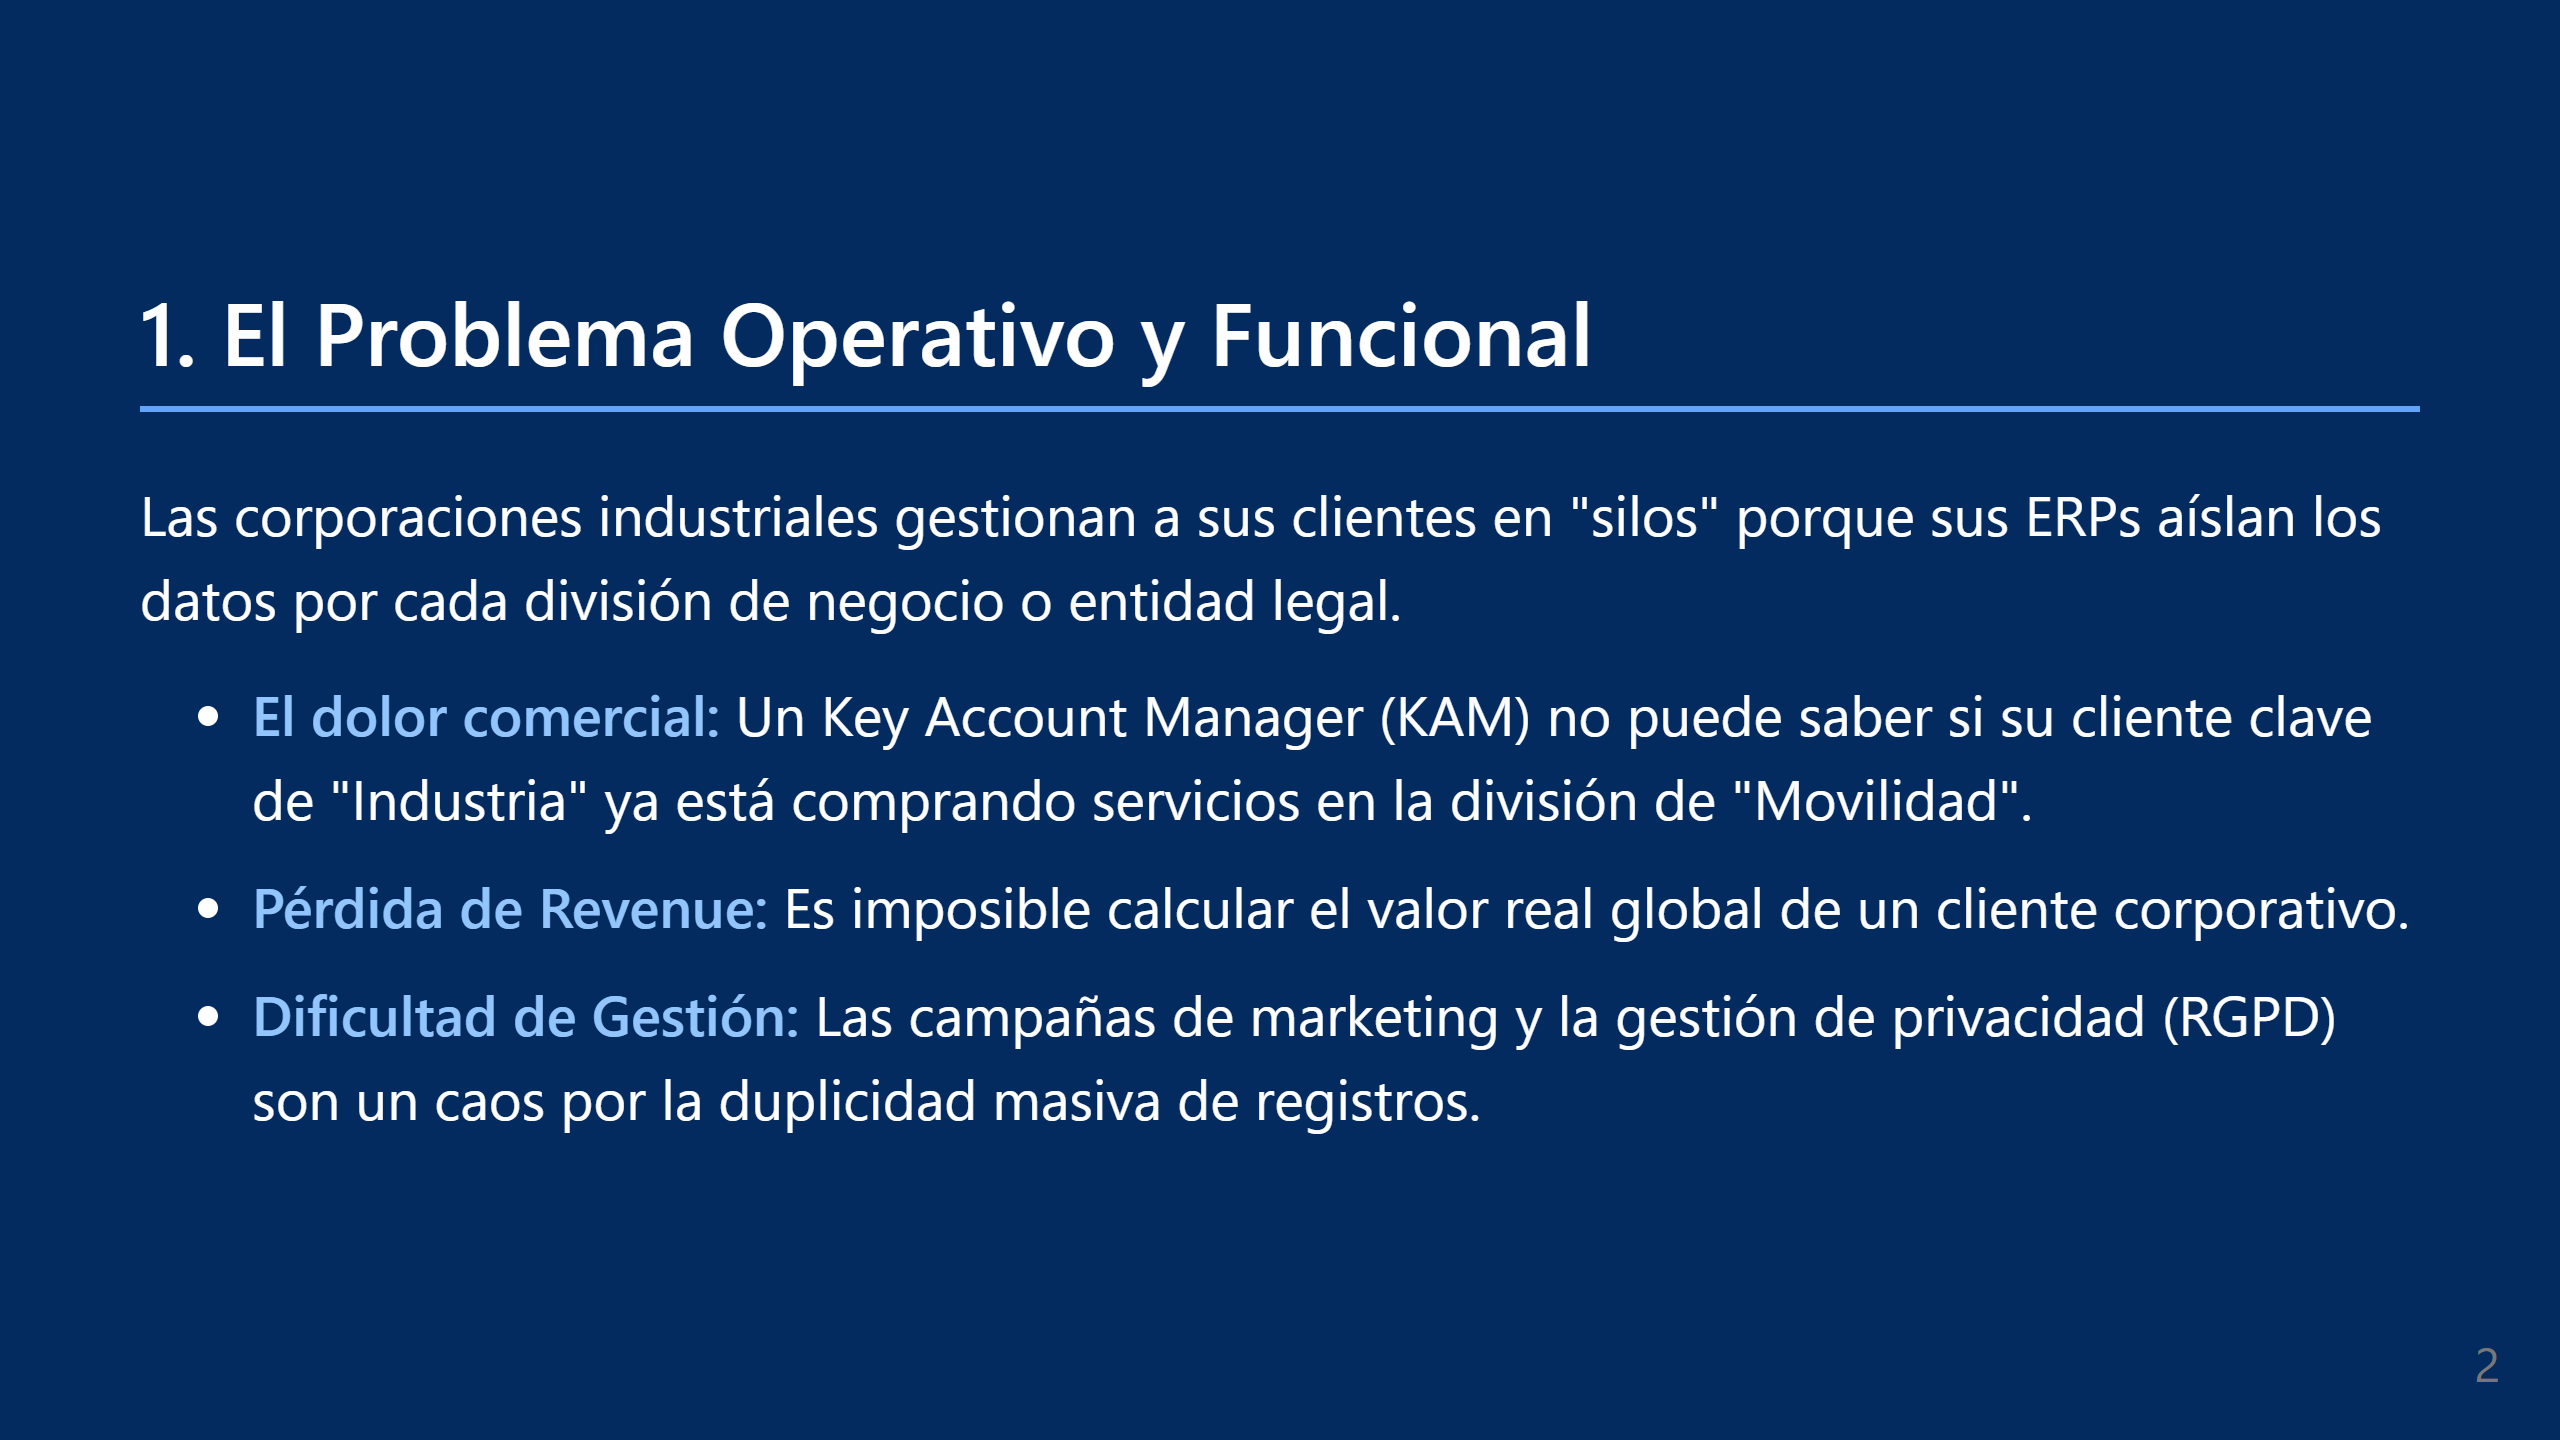 1. El Problema Operativo y Funcional
Las corporaciones industriales gestionan a sus clientes en "silos" porque sus ERPs aíslan los
datos por cada división de negocio o entidad legal.
• El dolor comercial: Un Key Account Manager (KAM) no puede saber si su cliente clave
de "Industria" ya está comprando servicios en la división de "Movilidad".
• Pérdida de Revenue: Es imposible calcular el valor real global de un cliente corporativo.
• Dificultad de Gestión: Las campañas de marketing y la gestión de privacidad (RGPD)
son un caos por la duplicidad masiva de registros.
2